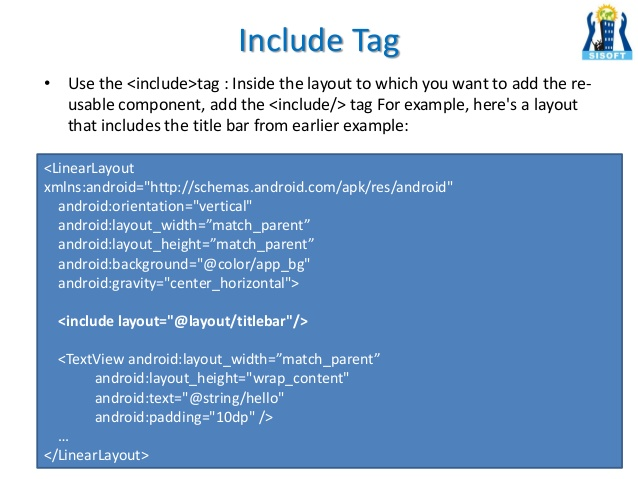 Include Tag
SISOFT
• Use the <include>tag : Inside the layout to which you want to add the re-
usable component, add the <include/> tag For example, here's a layout
that includes the title bar from earlier example:
<LinearLayout
xmlns:android="http://schemas.android.com/apk/res/android"
android:orientation="vertical"
android:layout_width=”match_parent”
android:layout_height=”match_parent”
android:background="@color/app_bg"
android:gravity="center_horizontal">
<include layout="@layout/titlebar"/>
<TextView android:layout_width=”match_parent”
android:layout_height="wrap_content"
android:text="@string/hello"
android:padding="10dp" />
…
</LinearLayout>